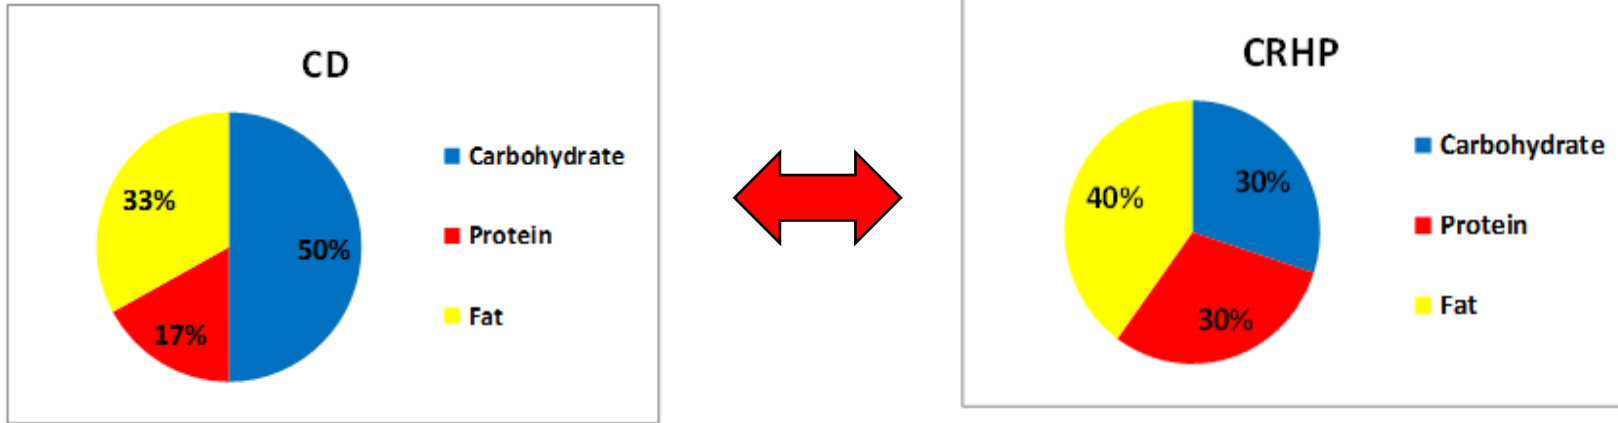 CD
33%
50%
17%
Carbohydrate
Protein
Fat
CRHP
40%
30%
30%
Carbohydrate
Protein
Fat